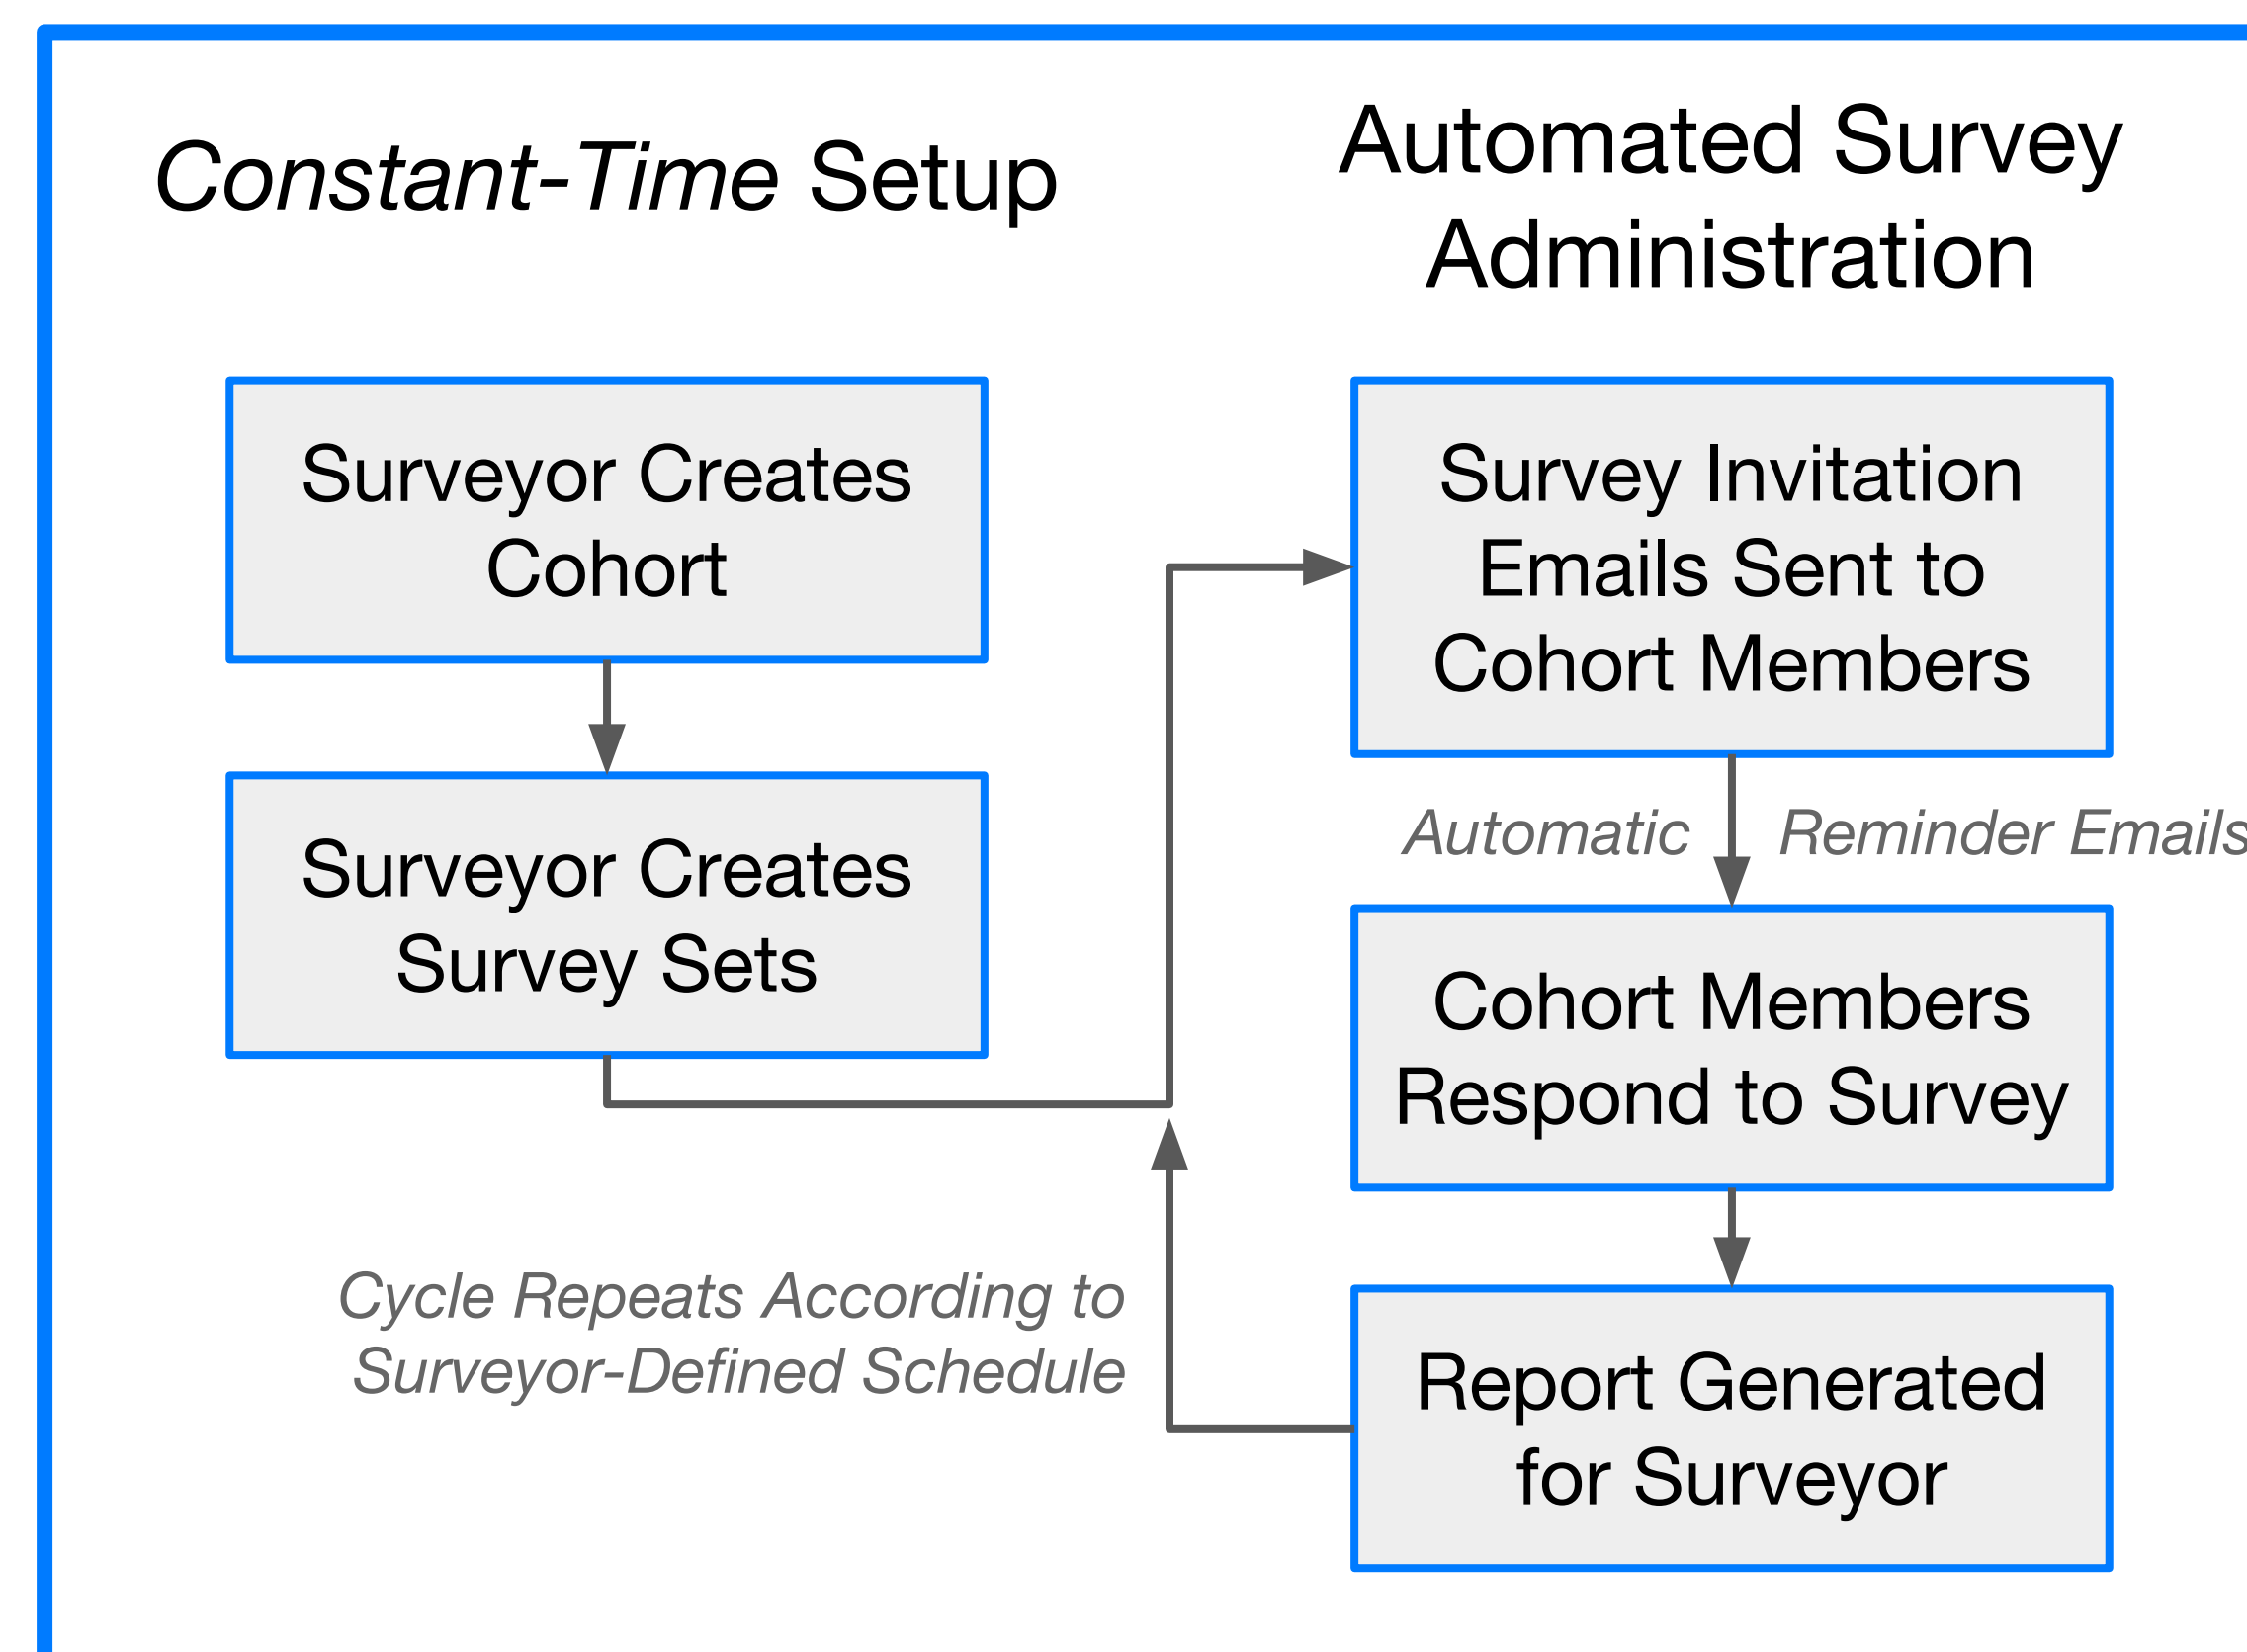 Constant-Time Setup
Surveyor Creates
Cohort
Surveyor Creates
Survey Sets
Cycle Repeats According to
Surveyor-Defined Schedule
Automated Survey
Administration
Survey Invitation
Emails Sent to
Cohort Members
Automatic Reminder Emails
Cohort Members
Respond to Survey
Report Generated
for Surveyor